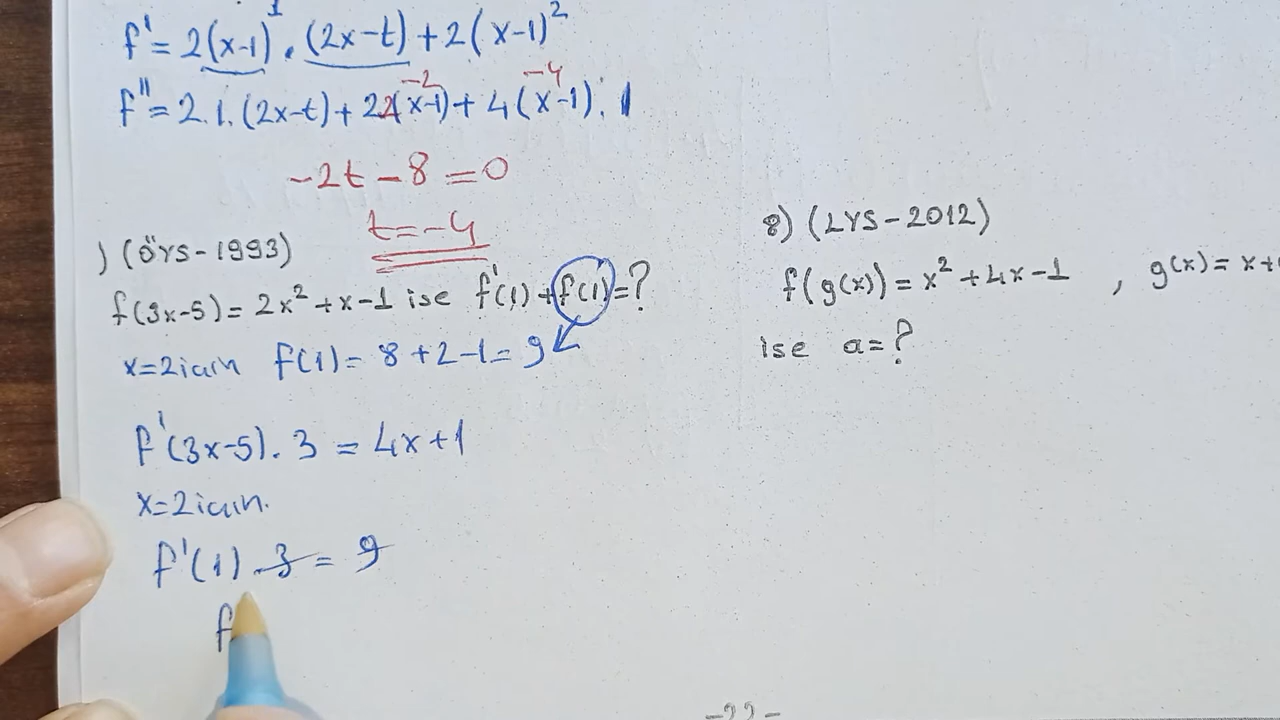 f' = 2(x-1)¹ . (2x-t) + 2(x-1)²
f'' = 2.1.(2x-t) + 22(x-1) + 4(x-1).1
-2 -4
-2t - 8 = 0
t = -4
) (ÖYS-1993)
f(3x-5) = 2x² + x - 1 ise f'(1) + f(1) = ?
x=2 için f(1) = 8 + 2 - 1 = 9
f'(3x-5). 3 = 4x + 1
x=2 için.
f'(1) . 3 = 9
f
8) (LYS-2012)
f(g(x)) = x² + 4x - 1 , g(x) = x +
ise a = ?
-22-